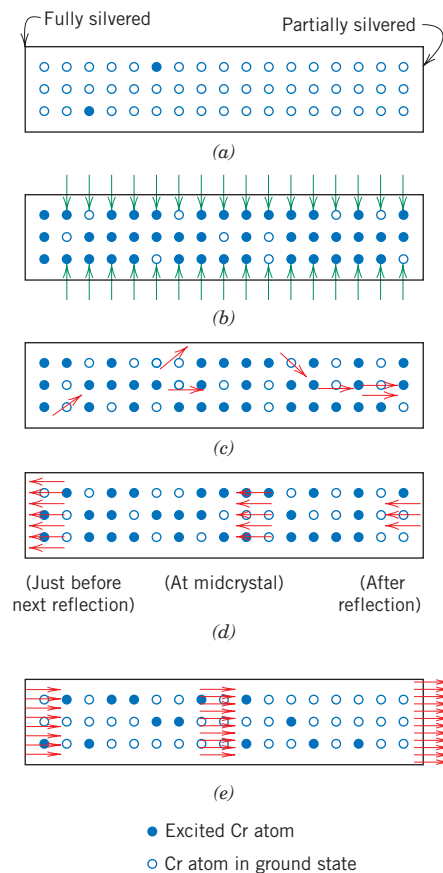 Fully silvered
Partially silvered
(a)
(b)
(c)
(Just before next reflection)
(At midcrystal)
(After reflection)
(d)
(e)
Excited Cr atom
Cr atom in ground state